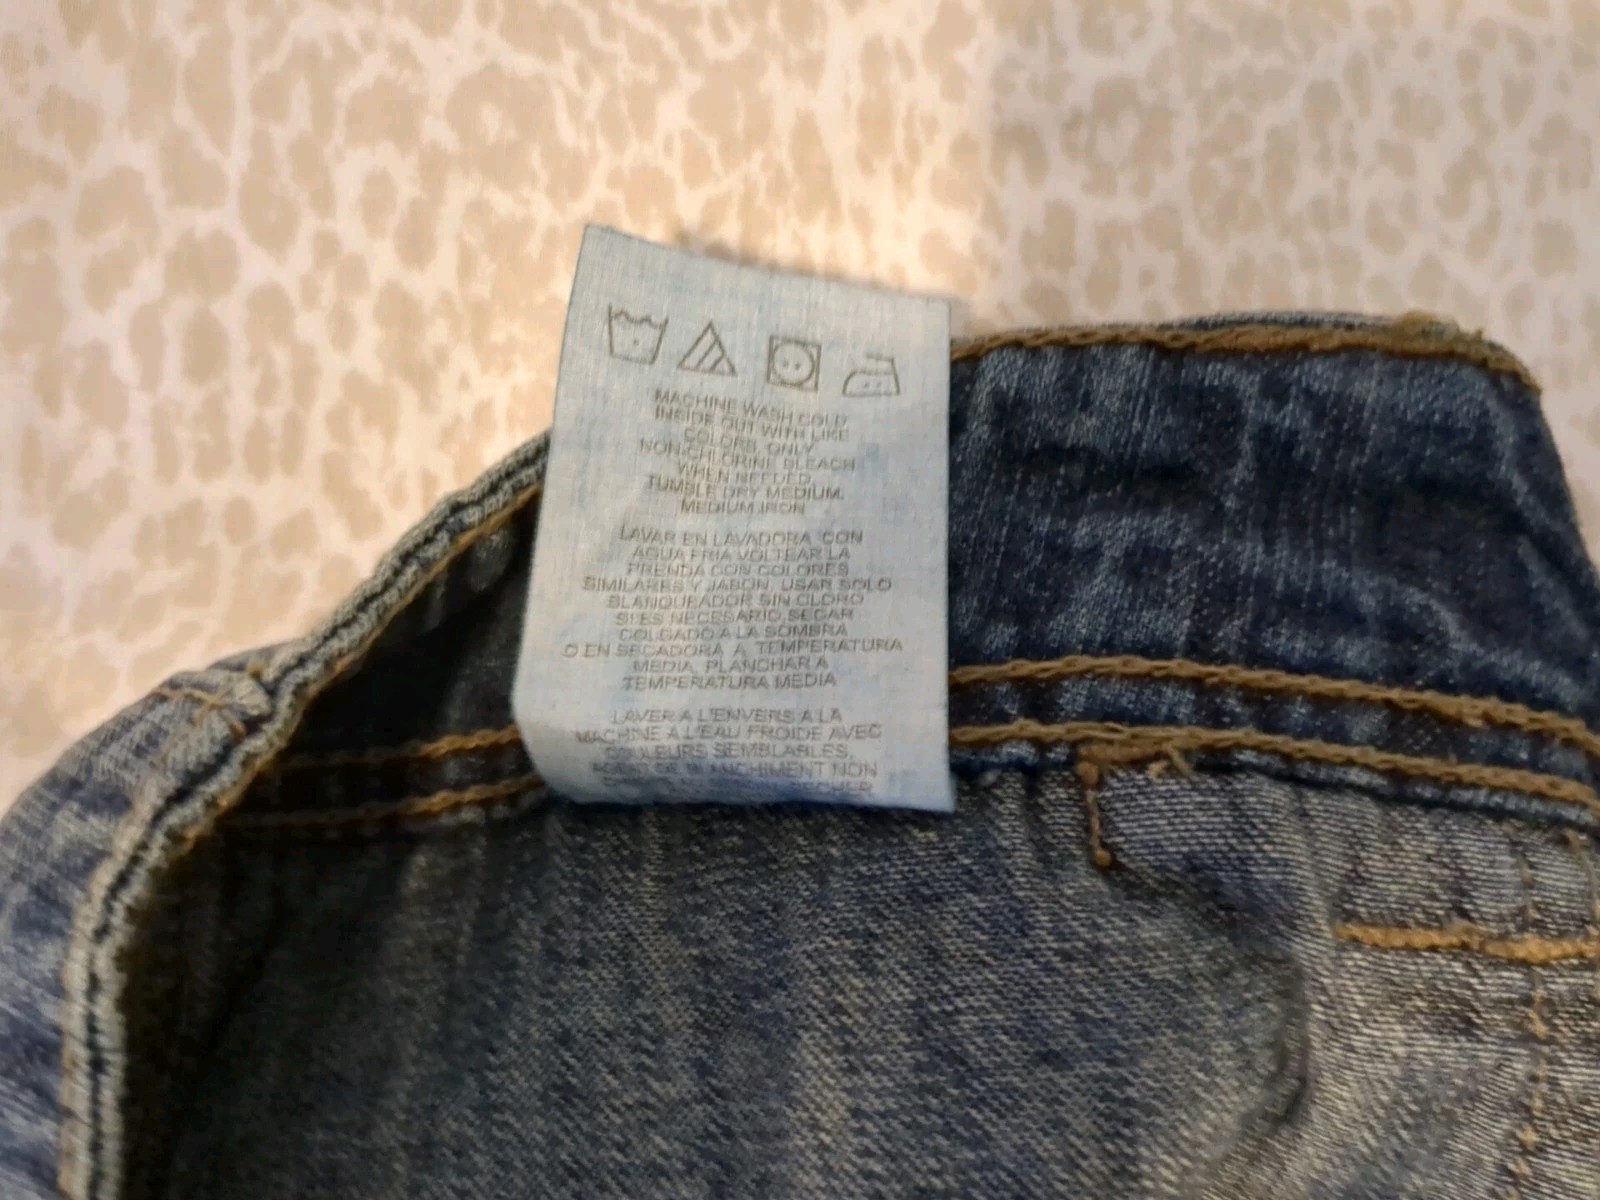 MACHINE WASH COLD
INSIDE OUT WITH LIKE
COLORS, ONLY
NON-CHLORINE BLEACH
WHEN NEEDED.
TUMBLE DRY MEDIUM.
MEDIUM IRON
LAVAR EN LAVADORA CON
AGUA FRIA VOLTEAR LA
PRENDA CON COLORES
SIMILARES Y JABON, USAR SOLO
BLANQUEADOR SIN CLORO
SI ES NECESARIO, SECAR
COLGADO A LA SOMBRA
O EN SECADORA A TEMPERATURA
MEDIA, PLANCHAR A
TEMPERATURA MEDIA
LAVER A L'ENVERS A LA
MACHINE A L'EAU FROIDE AVEC
COULEURS SEMBLABLES,
NON